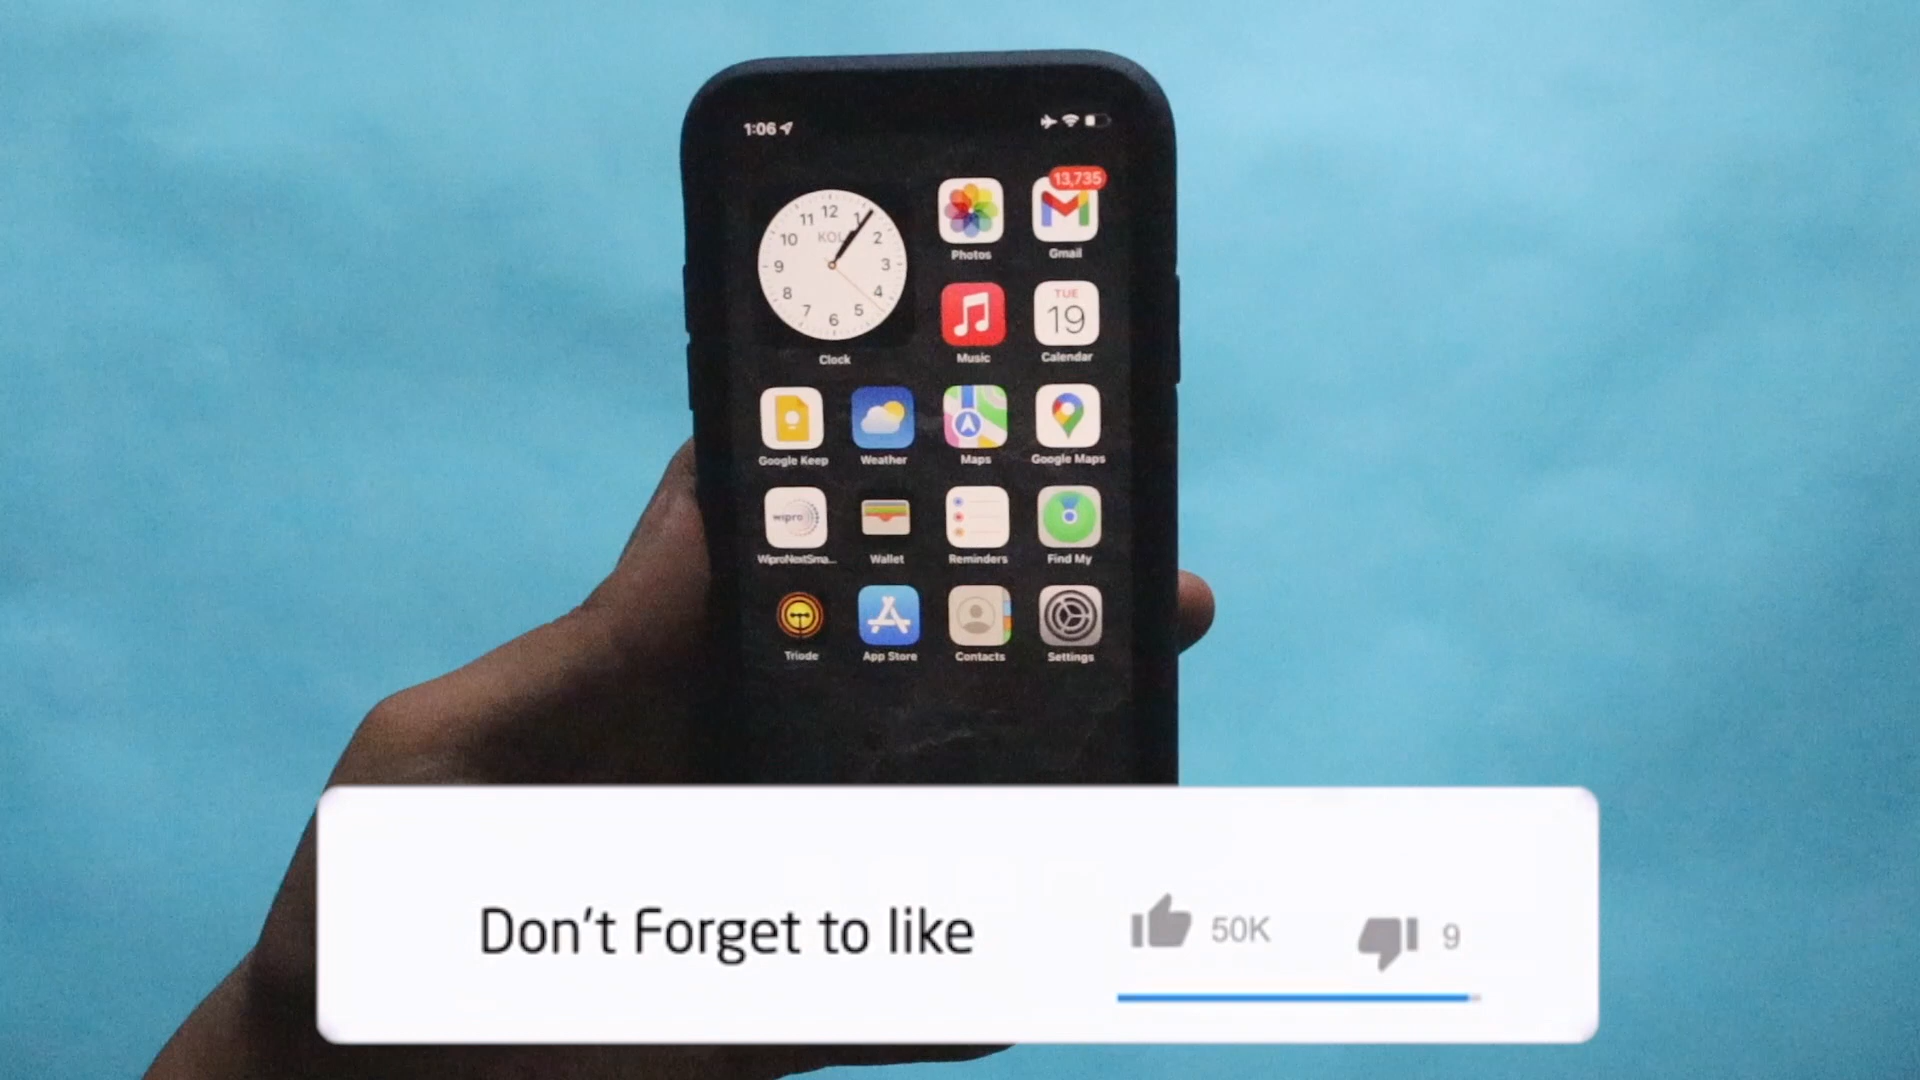 1:06
13,735
12
11
1
10
KOL
2
9
3
8
4
7
5
6
Clock
Photos
Gmail
TUE
19
Music
Calendar
Google Keep
Weather
Maps
Google Maps
wipro
WiproNextSma...
Wallet
Reminders
Find My
Triode
App Store
Contacts
Settings
Don't Forget to like
50K
9